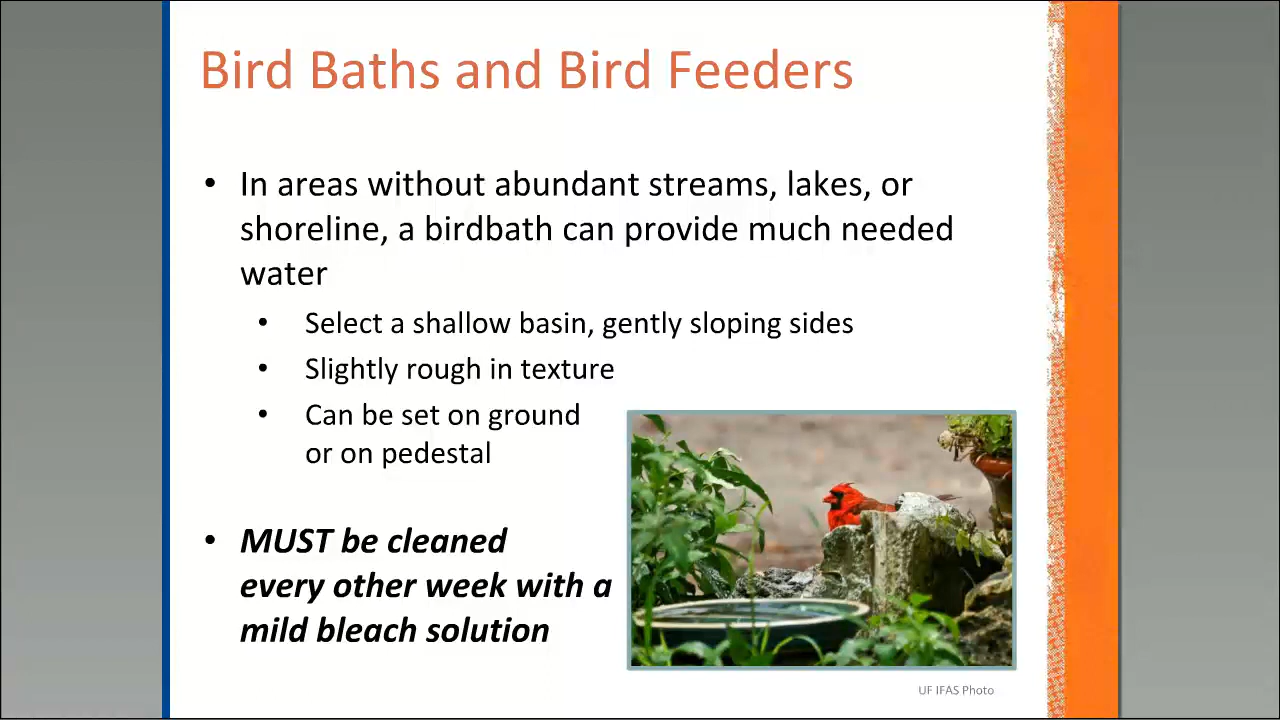 Bird Baths and Bird Feeders
• In areas without abundant streams, lakes, or
shoreline, a birdbath can provide much needed
water
• Select a shallow basin, gently sloping sides
• Slightly rough in texture
• Can be set on ground
or on pedestal
• MUST be cleaned
every other week with a
mild bleach solution
UF IFAS Photo